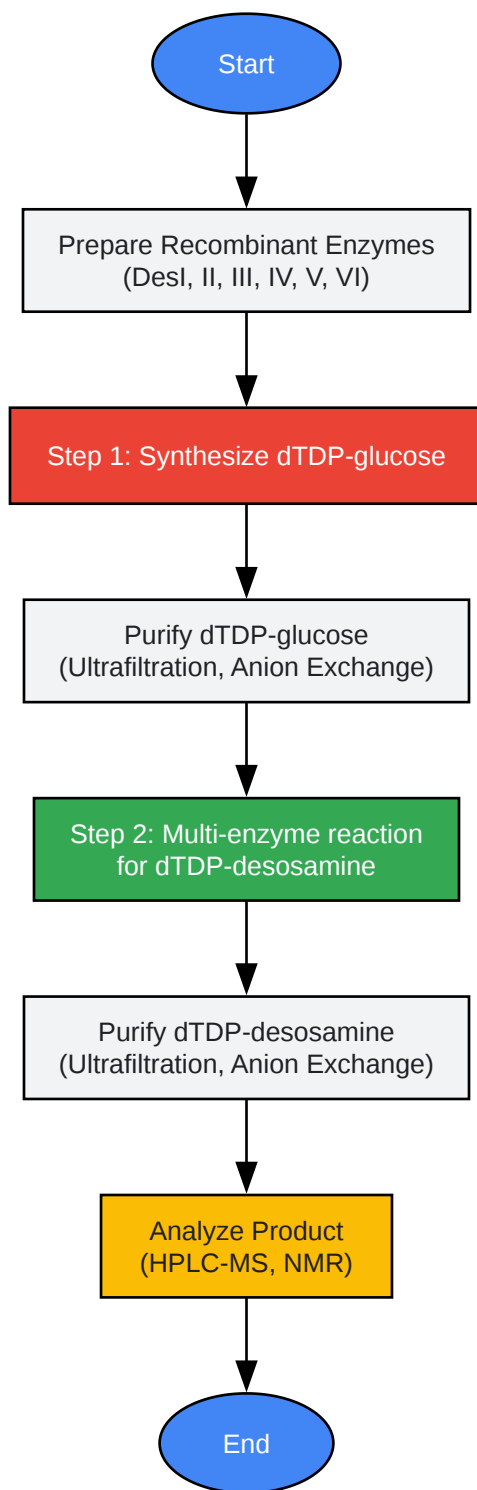 Start
Prepare Recombinant Enzymes
(DesI, II, III, IV, V, VI)
Step 1: Synthesize dTDP-glucose
Purify dTDP-glucose
(Ultrafiltration, Anion Exchange)
Step 2: Multi-enzyme reaction
for dTDP-desosamine
Purify dTDP-desosamine
(Ultrafiltration, Anion Exchange)
Analyze Product
(HPLC-MS, NMR)
End